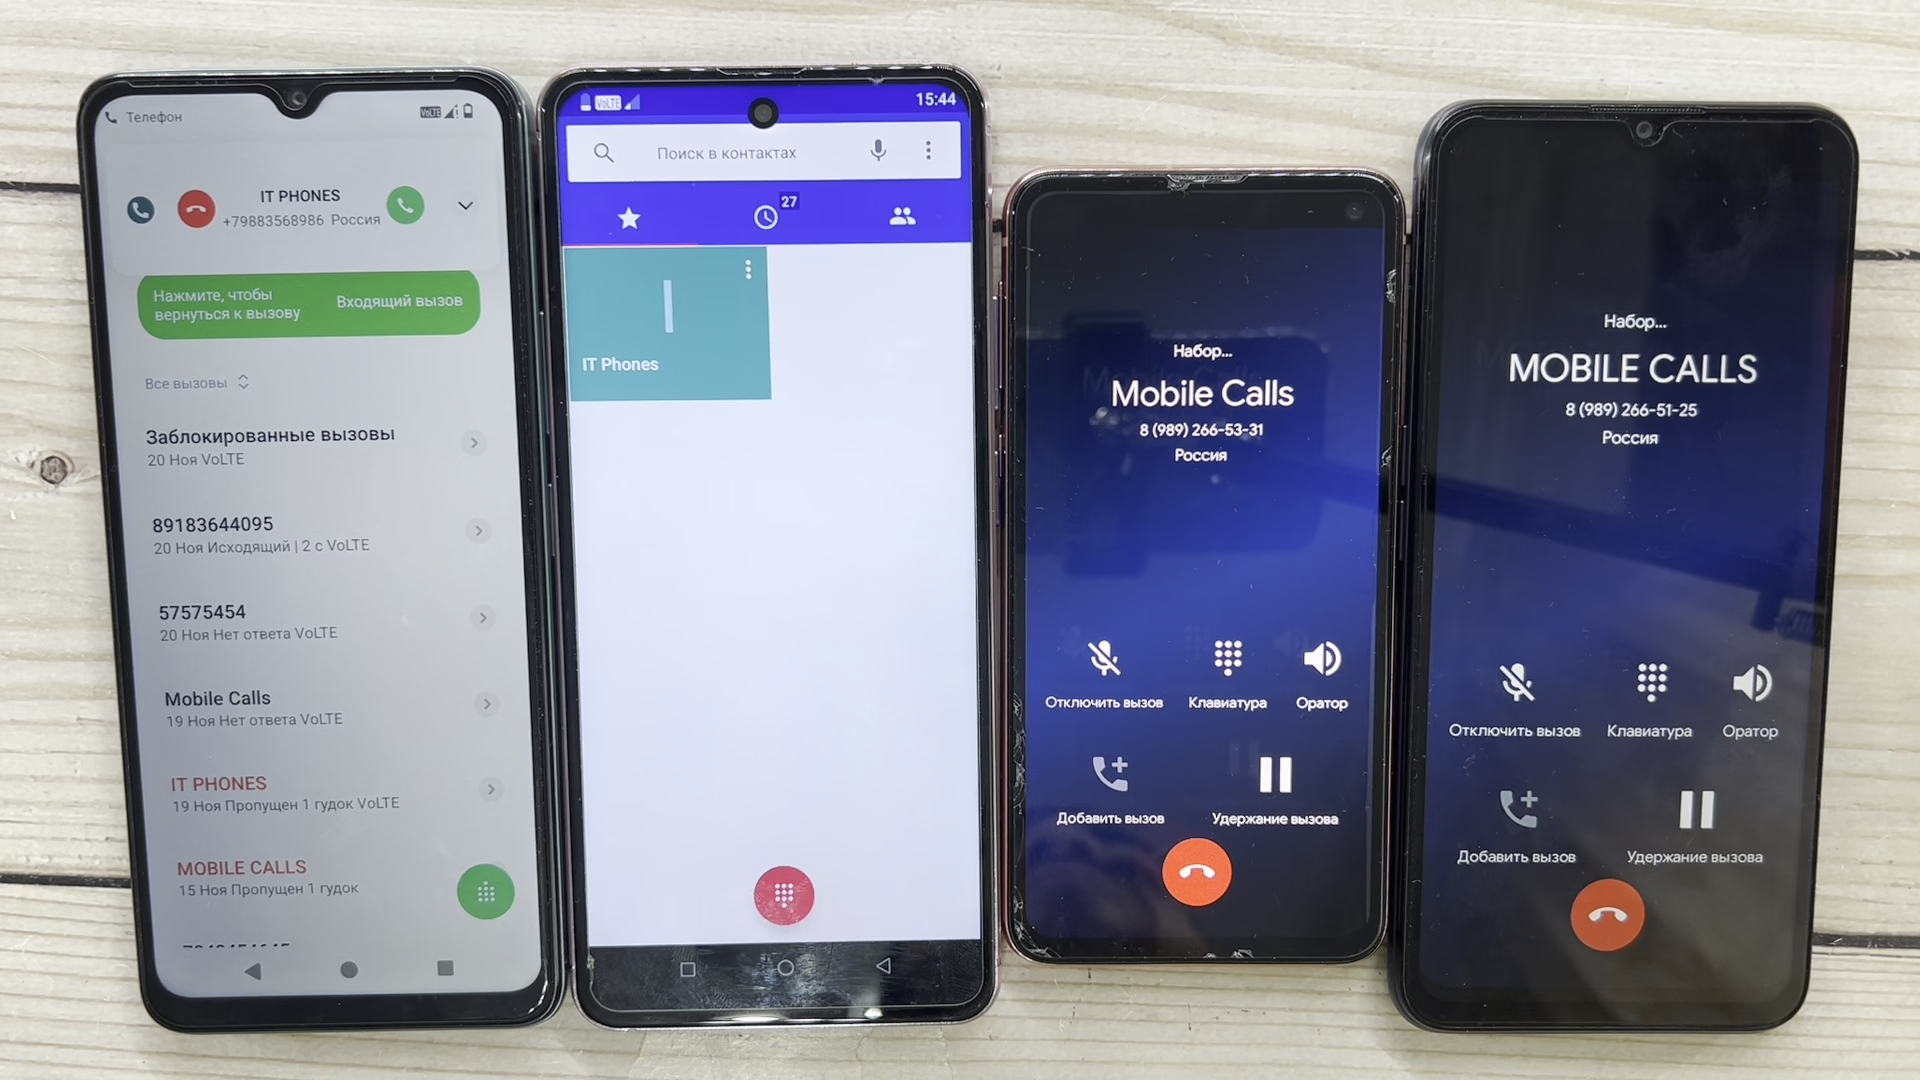 Телефон
VoLTE
IT PHONES
+79883568986 Россия
Нажмите, чтобы
вернуться к вызову
Входящий вызов
Все вызовы
Заблокированные вызовы
20 Ноя VoLTE
89183644095
20 Ноя Исходящий | 2 с VoLTE
57575454
20 Ноя Нет ответа VoLTE
Mobile Calls
19 Ноя Нет ответа VoLTE
IT PHONES
19 Ноя Пропущен 1 гудок VoLTE
MOBILE CALLS
15 Ноя Пропущен 1 гудок
VoLTE
15:44
Поиск в контактах
27
I
IT Phones
Набор...
Mobile Calls
8 (989) 266-53-31
Россия
Отключить вызов
Клавиатура
Оратор
Добавить вызов
Удержание вызова
Набор...
MOBILE CALLS
8 (989) 266-51-25
Россия
Отключить вызов
Клавиатура
Оратор
Добавить вызов
Удержание вызова